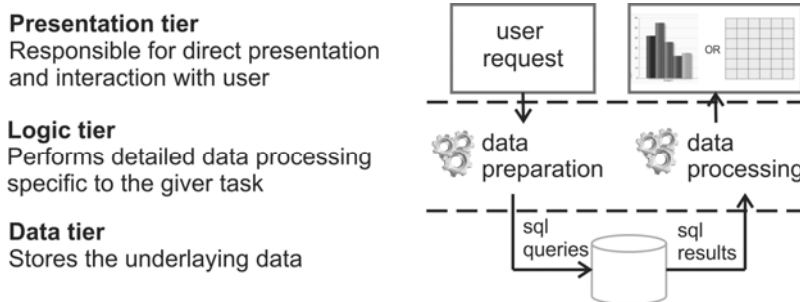 Presentation tier
Responsible for direct presentation
and interaction with user
Logic tier
Performs detailed data processing
specific to the giver task
Data tier
Stores the underlaying data
user
request
OR
data
preparation
data
processing
sql
queries
sql
results